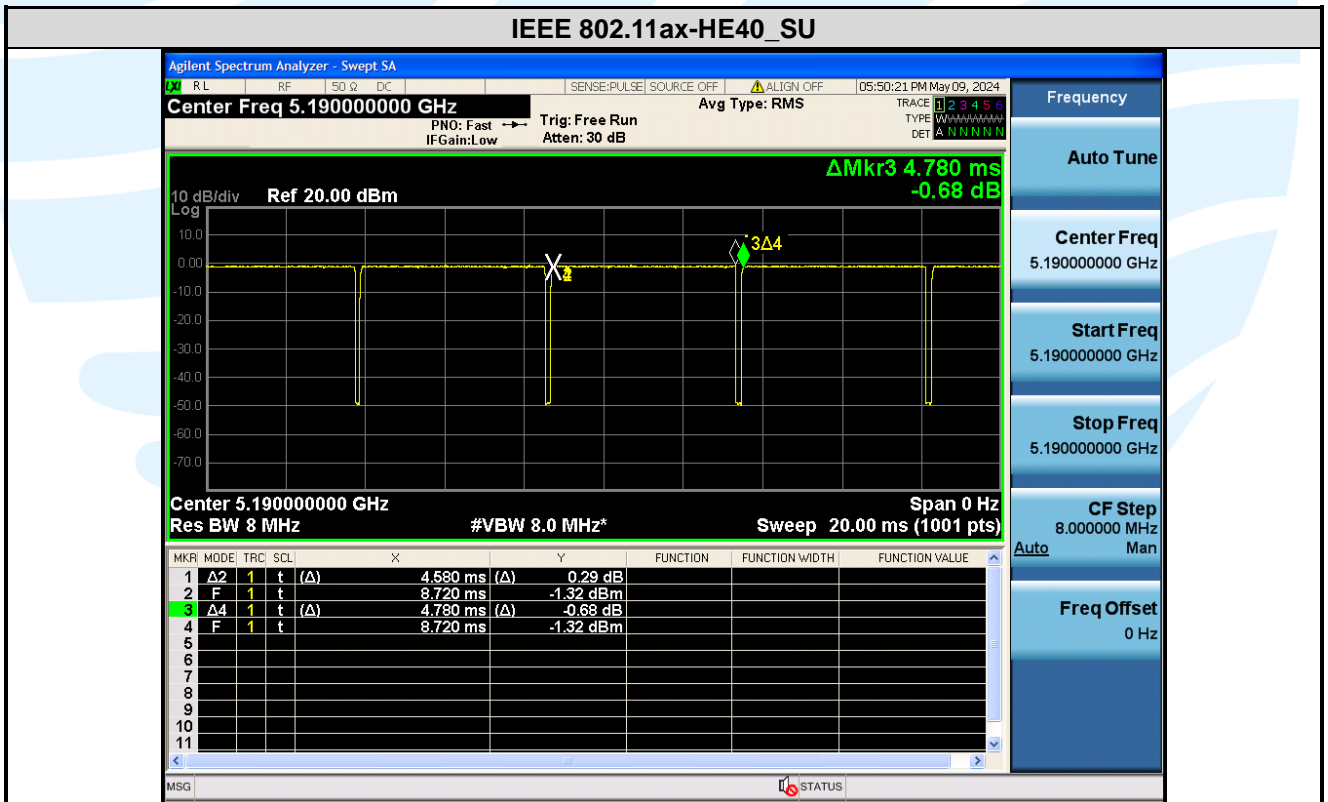 IEEE 802.11ax-HE40_SU
Agilent Spectrum Analyzer - Swept SA
LXI RL RF 50 Ω DC SENSE:PULSE SOURCE OFF ALIGN OFF 05:50:21 PM May 09, 2024
Center Freq 5.190000000 GHz
PNO: Fast
IFGain:Low
Trig: Free Run
Atten: 30 dB
Avg Type: RMS
TRACE 1 2 3 4 5 6
TYPE WWWWWW
DET A N N N N N
ΔMkr3 4.780 ms
-0.68 dB
10 dB/div Ref 20.00 dBm
Log
10.0
0.00
-10.0
-20.0
-30.0
-40.0
-50.0
-60.0
-70.0
3Δ4
Center 5.190000000 GHz Span 0 Hz
Res BW 8 MHz #VBW 8.0 MHz* Sweep 20.00 ms (1001 pts)
MKR MODE TRC SCL X Y FUNCTION FUNCTION WIDTH FUNCTION VALUE
1 Δ2 1 t (Δ) 4.580 ms (Δ) 0.29 dB
2 F 1 t 8.720 ms -1.32 dBm
3 Δ4 1 t (Δ) 4.780 ms (Δ) -0.68 dB
4 F 1 t 8.720 ms -1.32 dBm
5
6
7
8
9
10
11
MSG STATUS
Frequency
Auto Tune
Center Freq
5.190000000 GHz
Start Freq
5.190000000 GHz
Stop Freq
5.190000000 GHz
CF Step
8.000000 MHz
Auto Man
Freq Offset
0 Hz